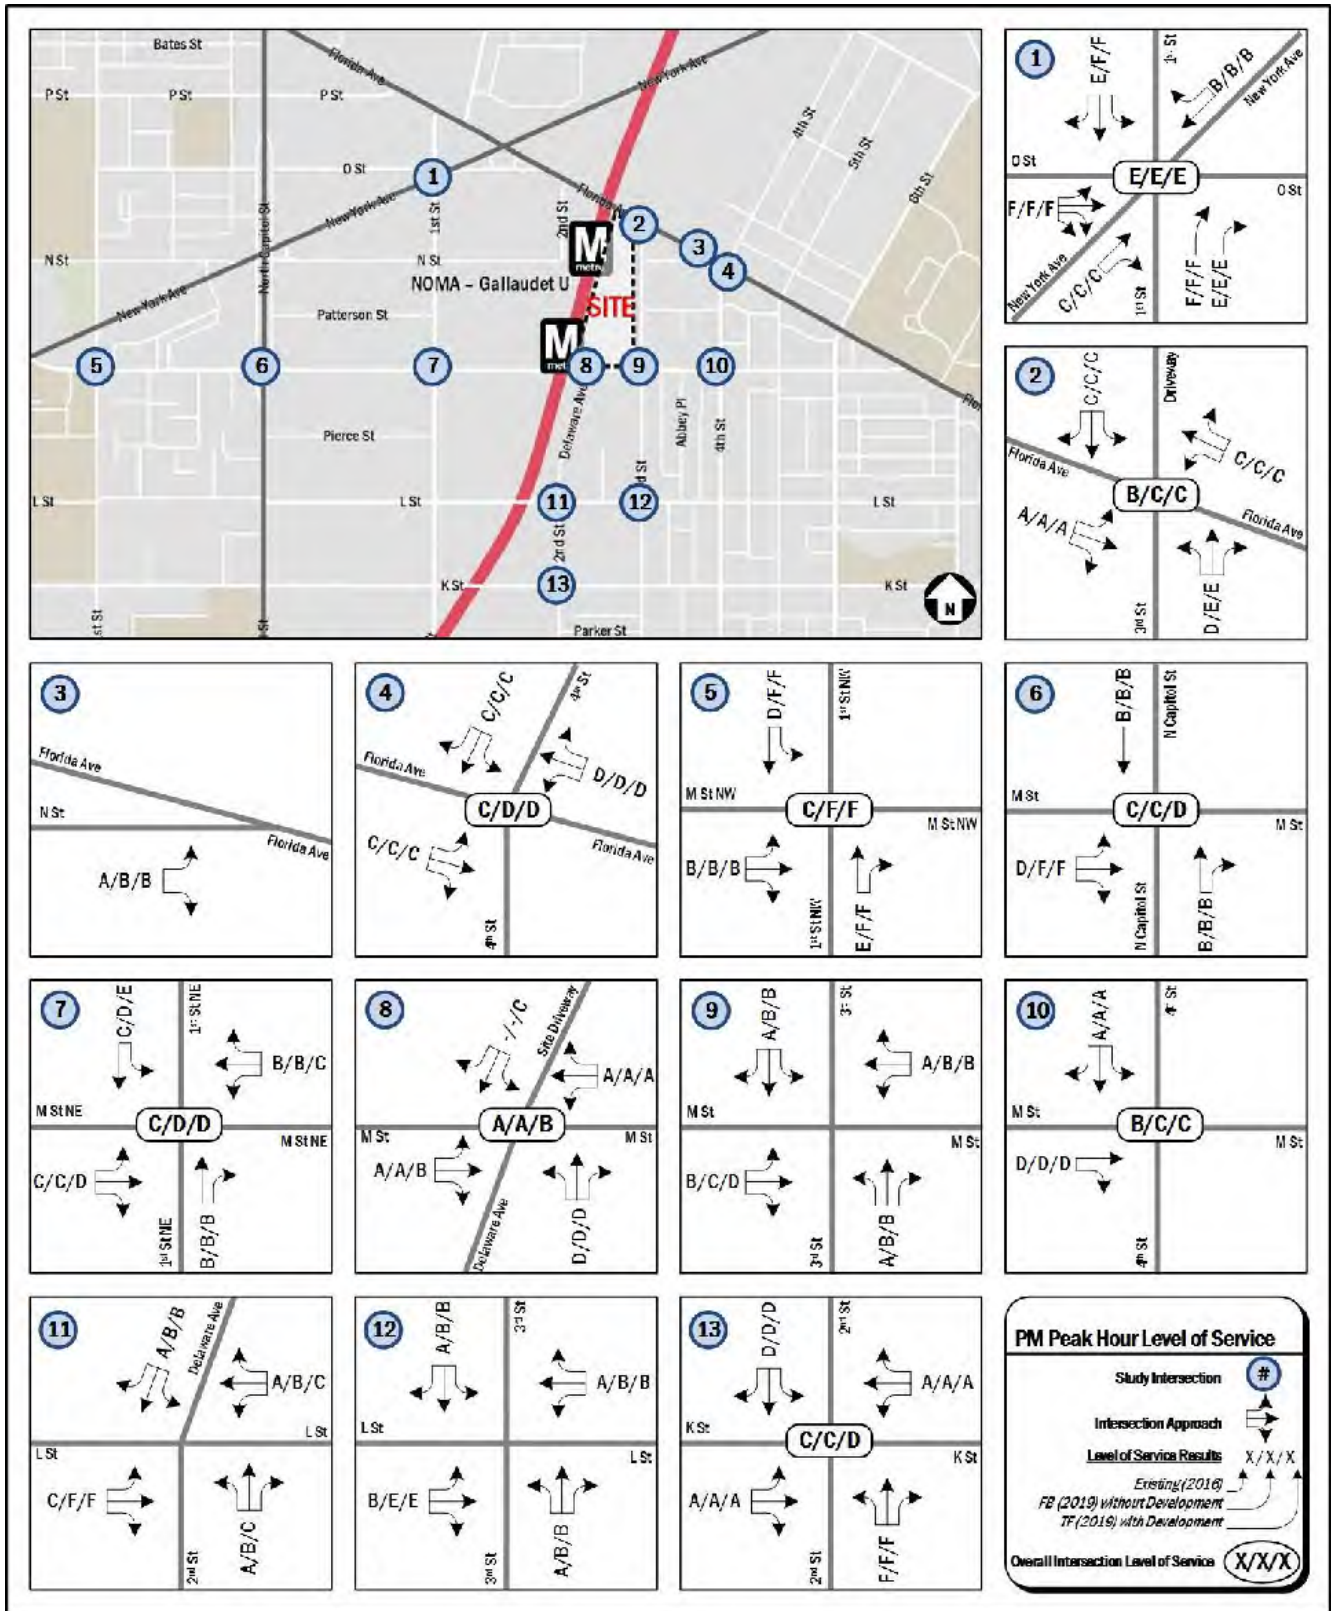 Bates St
Florida Ave
New York Ave
P St
P St
P St
4th St
5th St
6th St
O St
1
New York Ave
1st St
2nd St
Florida Ave
2
3
4
N St
North Capitol St
N St
M
metro
NOMA – Gallaudet U
New York Ave
Patterson St
SITE
M
5
6
7
8
9
10
Delaware Ave
Abbey Pl
4th St
Pierce St
L St
L St
11
12
L St
2nd St
K St
13
K St
N
Parker St
1
E/F/F
1st St
B/B/B
New York Ave
O St
E/E/E
O St
F/F/F
New York Ave
C/C/C
1st St
F/F/F
E/E/E
2
C/C/C
Driveway
C/C/C
Florida Ave
B/C/C
Florida Ave
A/A/A
3rd St
D/E/E
3
Florida Ave
N St
Florida Ave
A/B/B
4
C/C/C
4th St
Florida Ave
D/D/D
C/D/D
C/C/C
Florida Ave
4th St
5
D/F/F
1st St NW
M St NW
C/F/F
M St NW
B/B/B
1st St NW
E/F/F
6
B/B/B
N Capitol St
M St
C/C/D
M St
D/F/F
N Capitol St
B/B/B
7
C/D/E
1st St NE
B/B/C
M St NE
C/D/D
M St NE
C/C/D
1st St NE
B/B/B
8
-/-/C
Site Driveway
A/A/A
M St
A/A/B
M St
A/A/B
Delaware Ave
D/D/D
9
A/B/B
3rd St
A/B/B
M St
M St
B/C/D
3rd St
A/B/B
10
A/A/A
4th St
M St
B/C/C
M St
D/D/D
4th St
11
A/B/B
Delaware Ave
A/B/C
L St
L St
C/F/F
2nd St
A/B/C
12
A/B/B
3rd St
A/B/B
L St
L St
B/E/E
3rd St
A/B/B
13
D/D/D
2nd St
A/A/A
K St
C/C/D
K St
A/A/A
2nd St
F/F/F
PM Peak Hour Level of Service
Study Intersection #
Intersection Approach
Level of Service Results X/X/X
Existing (2016)
FB (2019) without Development
TF (2019) with Development
Overall Intersection Level of Service X/X/X